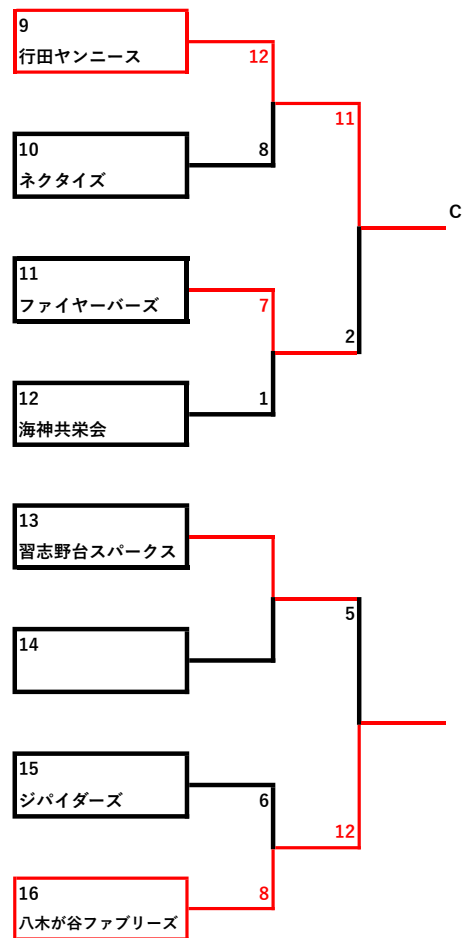 9
行田ヤンニース
12
11
10
ネクタイズ
8
C
11
ファイヤーバーズ
7
2
12
海神共栄会
1
13
習志野台スパークス
5
14
15
ジパイダーズ
6
12
16
八木が谷ファブリーズ
8